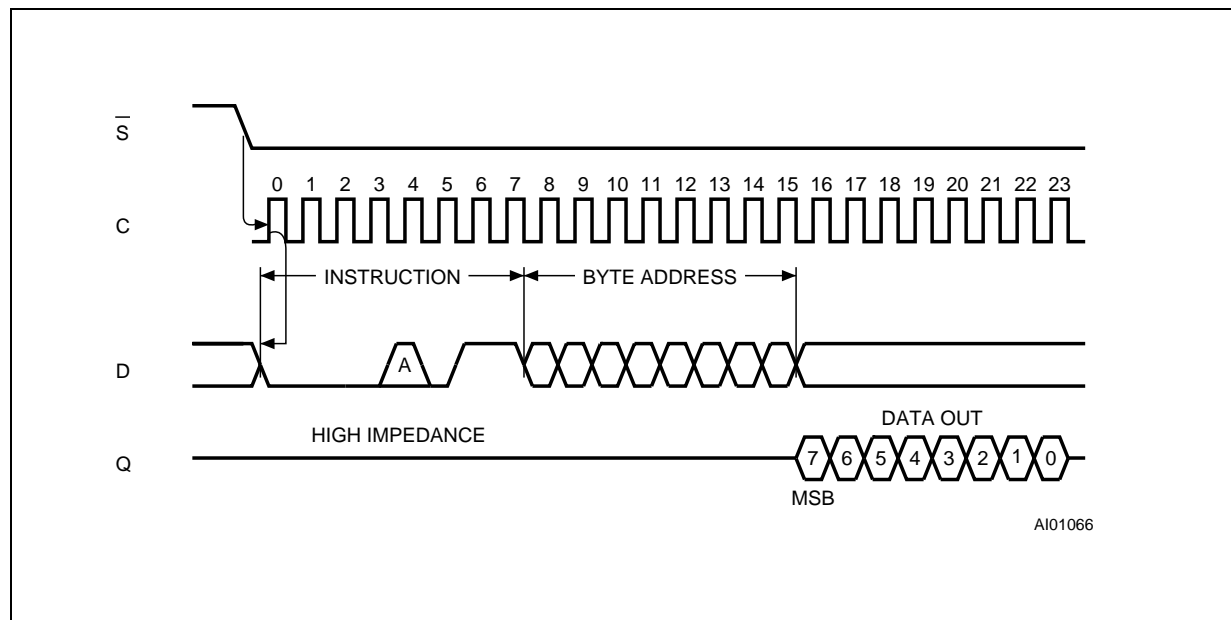 S
0 1 2 3 4 5 6 7 8 9 10 11 12 13 14 15 16 17 18 19 20 21 22 23
C
INSTRUCTION BYTE ADDRESS
D
A
DATA OUT
HIGH IMPEDANCE
Q
7 6 5 4 3 2 1 0
MSB
AI01066